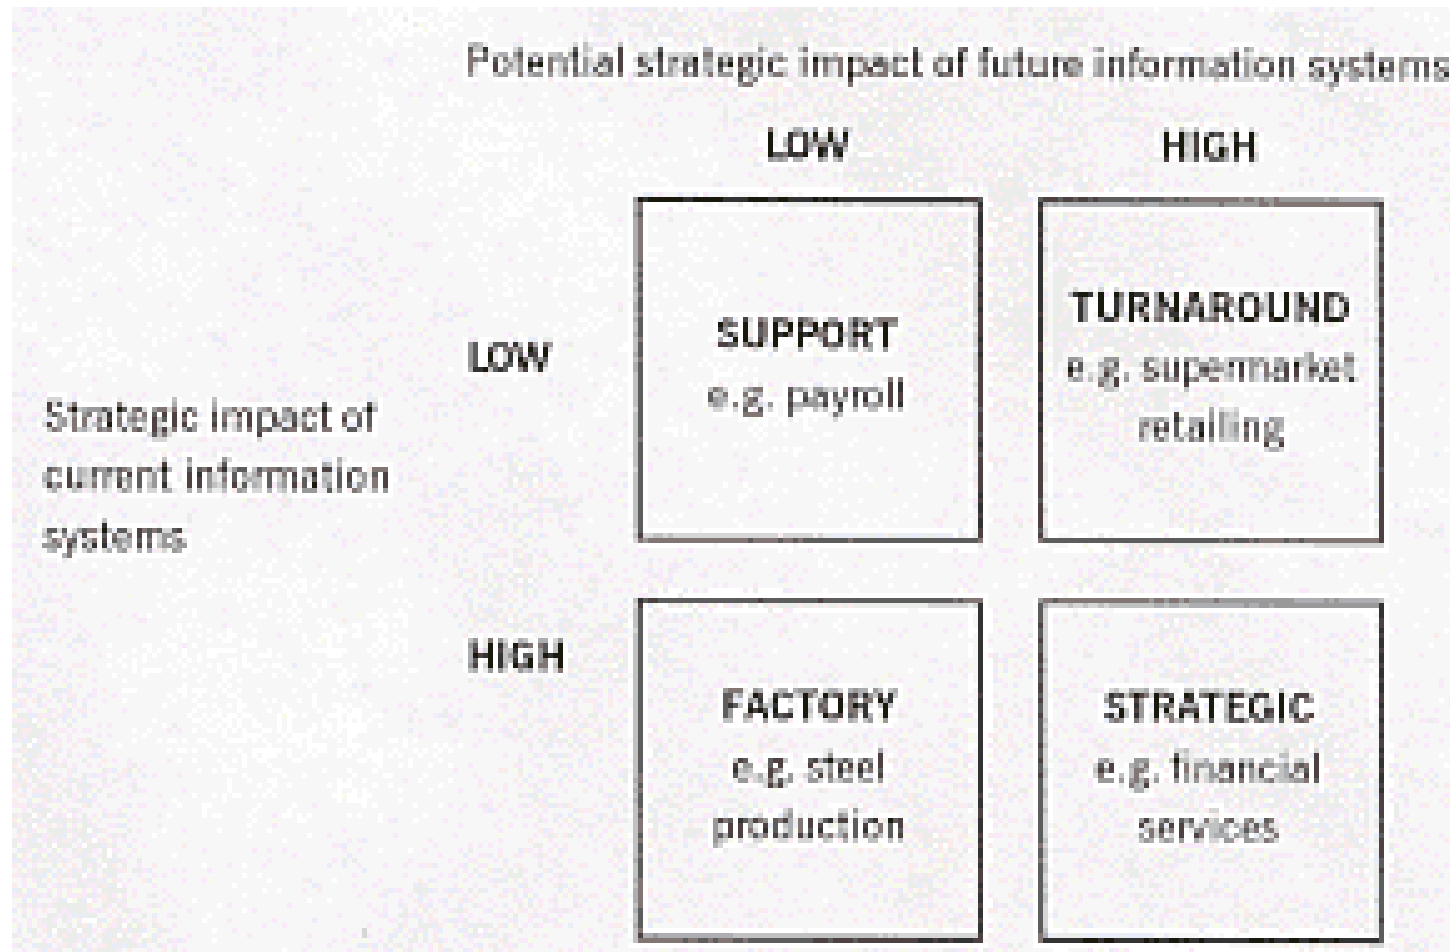 Potential strategic impact of future information systems
LOW
HIGH
LOW
SUPPORT
e.g. payroll
TURNAROUND
e.g. supermarket
retailing
Strategic impact of
current information
systems
HIGH
FACTORY
e.g. steel
production
STRATEGIC
e.g. financial
services